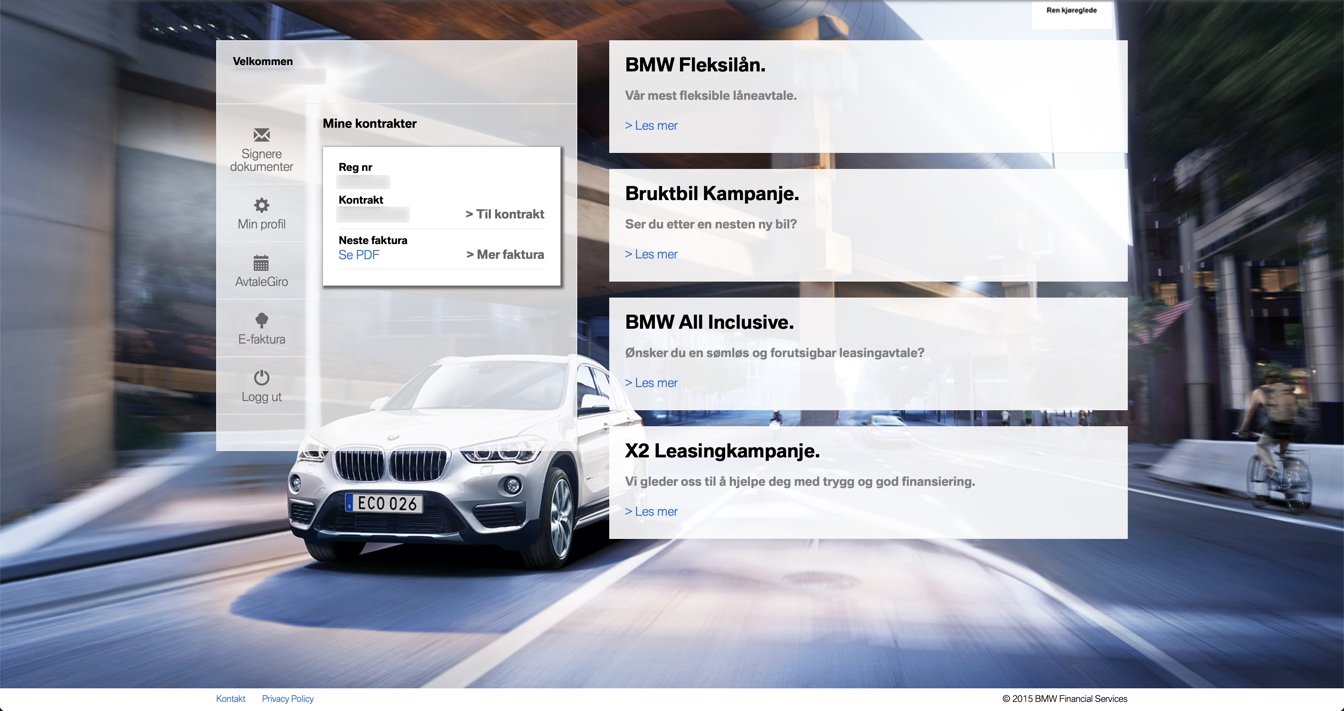 Ren kjøreglede
Velkommen
Signere
dokumenter
Min profil
AvtaleGiro
E-faktura
Logg ut
Mine kontrakter
Reg nr
Kontrakt
> Til kontrakt
Neste faktura
Se PDF
> Mer faktura
BMW Fleksilån.
Vår mest fleksible låneavtale.
> Les mer
Bruktbil Kampanje.
Ser du etter en nesten ny bil?
> Les mer
BMW All Inclusive.
Ønsker du en sømløs og forutsigbar leasingavtale?
> Les mer
X2 Leasingkampanje.
Vi gleder oss til å hjelpe deg med trygg og god finansiering.
> Les mer
ECO 026
Kontakt
Privacy Policy
© 2015 BMW Financial Services